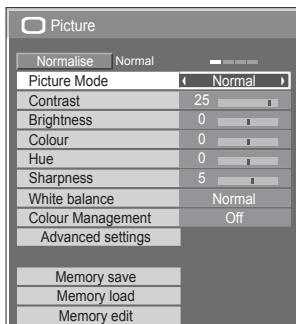 Picture
Normalise Normal
Picture Mode Normal
Contrast 25
Brightness 0
Colour 0
Hue 0
Sharpness 5
White balance Normal
Colour Management Off
Advanced settings
Memory save
Memory load
Memory edit